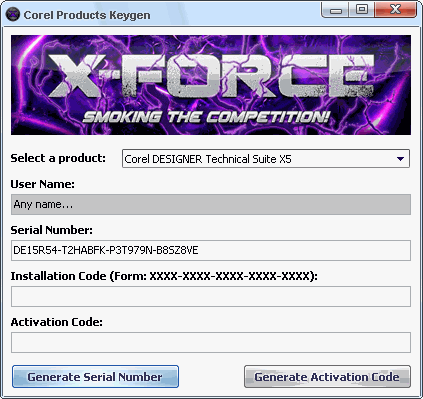 Corel Products Keygen
X-FORCE
SMOKING THE COMPETITION!
Select a product: Corel DESIGNER Technical Suite X5
User Name:
Any name...
Serial Number:
DE15R54-T2HABFK-P3T979N-B8SZ8VE
Installation Code (Form: XXXX-XXXX-XXXX-XXXX-XXXX):
Activation Code:
Generate Serial Number Generate Activation Code